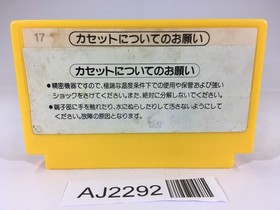 17
カセットについてのお願い
カセットについてのお願い
●精密機器ですので、極端な温度条件下での使用や保管および強い
ショックをさけてください。また、絶対に分解しないでください。
●端子部に手を触れたり、水にぬらしたりして汚さないようにして
ください。故障の原因となります。
AJ2292